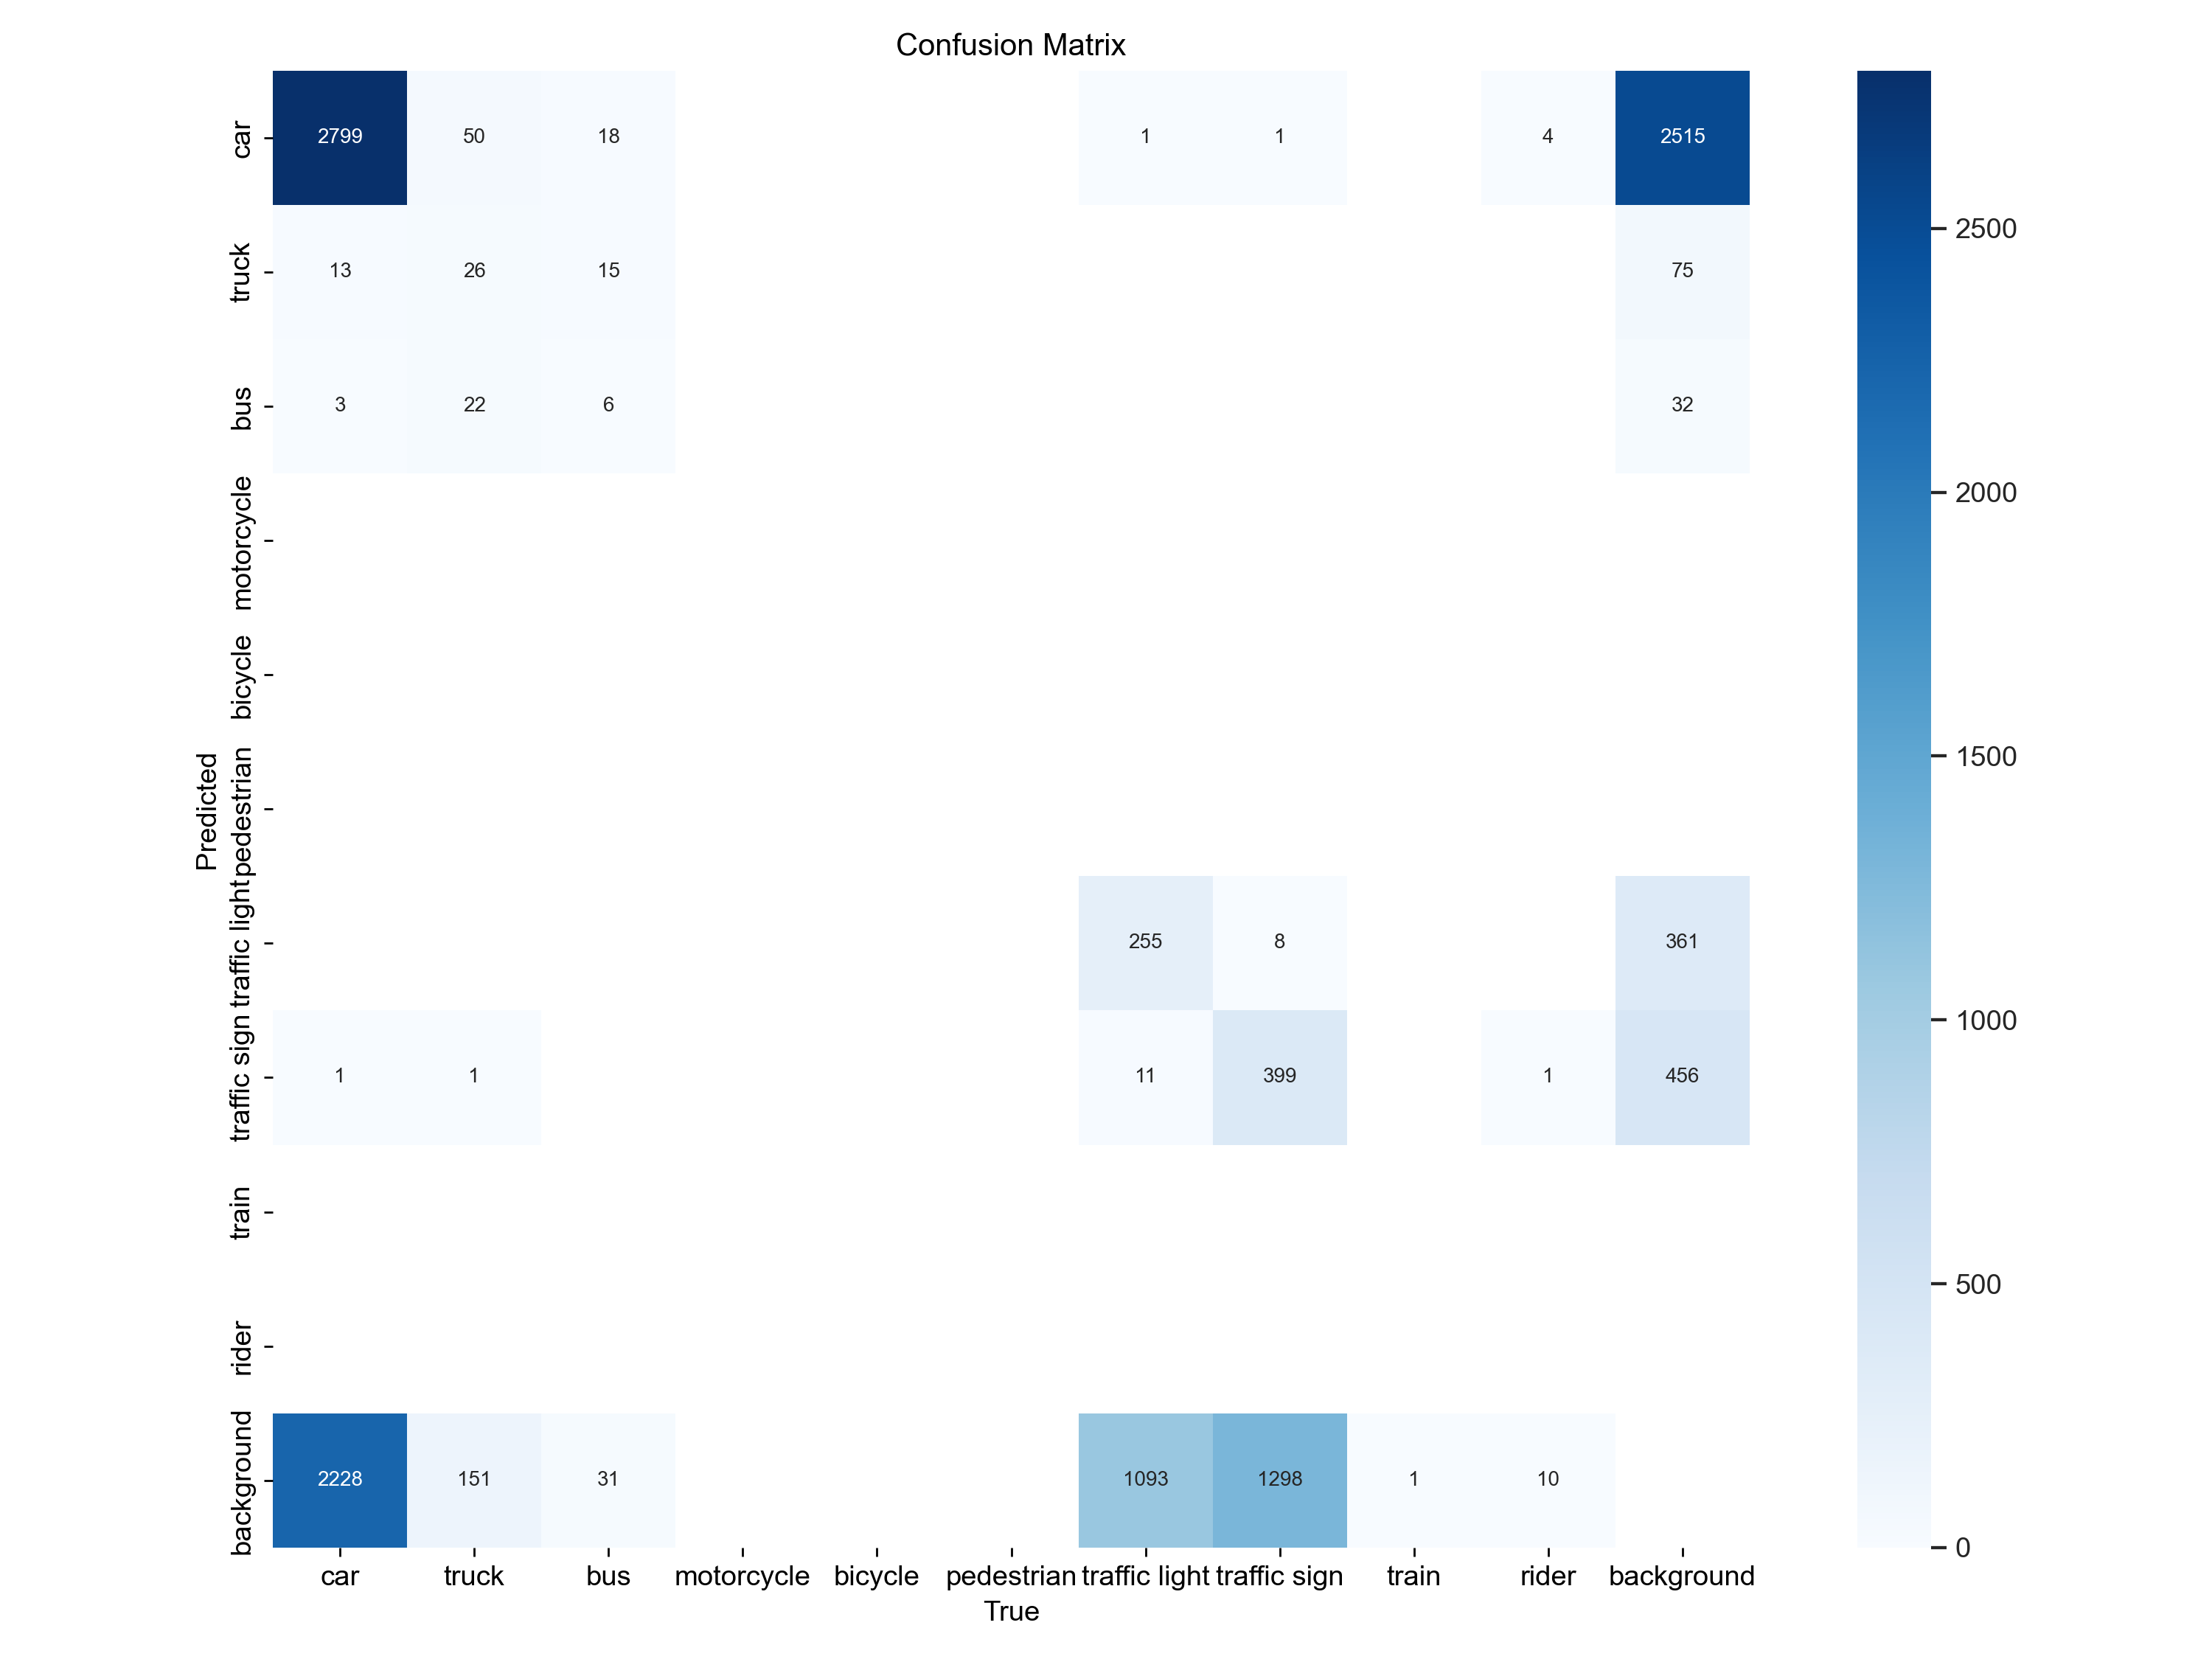 Confusion Matrix
car
2799 50 18 1 1 4 2515
truck
13 26 15 75
bus
3 22 6 32
motorcycle
bicycle
pedestrian
traffic light
255 8 361
traffic sign
1 1 11 399 1 456
train
rider
background
2228 151 31 1093 1298 1 10
Predicted
car truck bus motorcycle bicycle pedestrian traffic light traffic sign train rider background
True
2500
2000
1500
1000
500
0